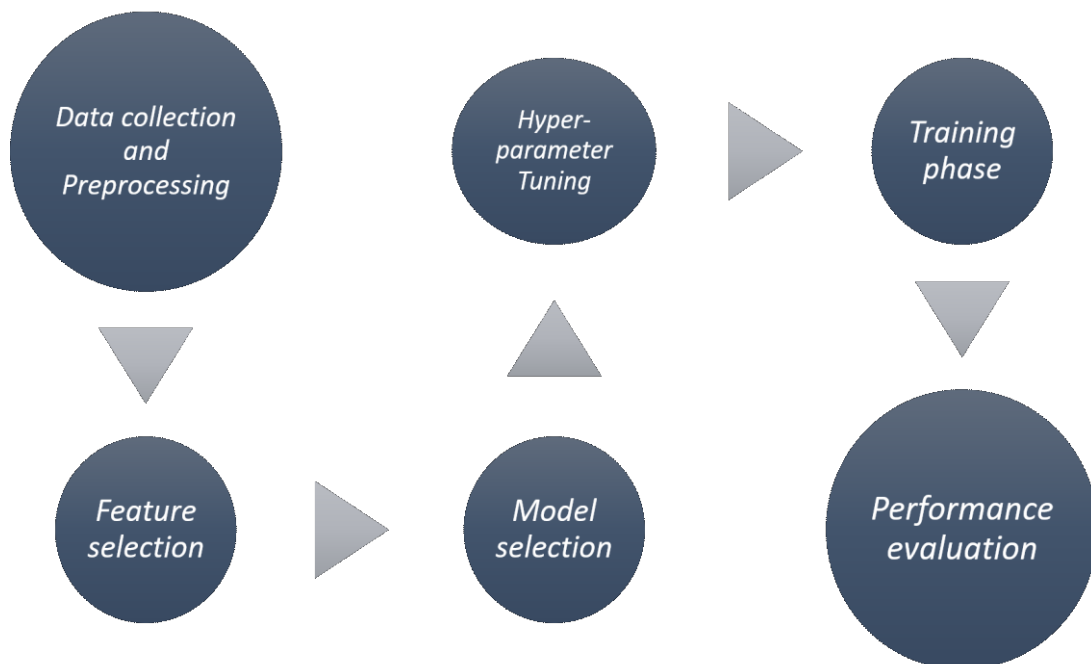 Data collection
and
Preprocessing
Feature
selection
Model
selection
Hyper-
parameter
Tuning
Training
phase
Performance
evaluation